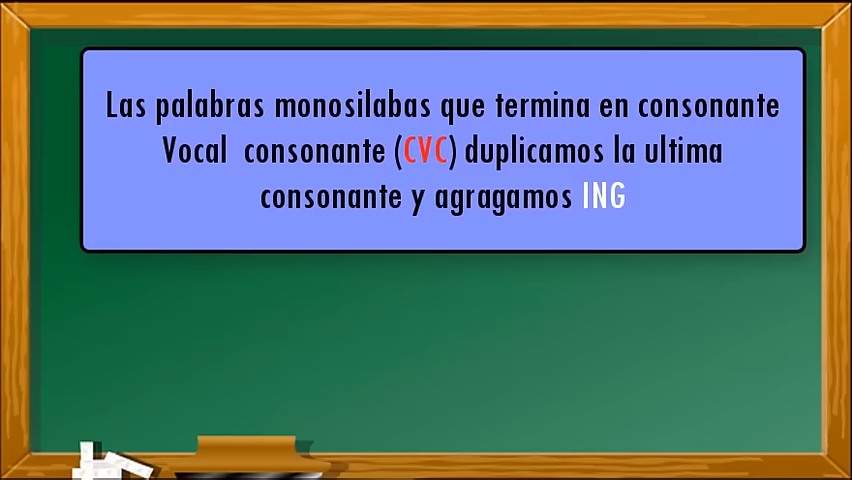 Las palabras monosilabas que termina en consonante
Vocal consonante (CVC) duplicamos la ultima
consonante y agragamos ING